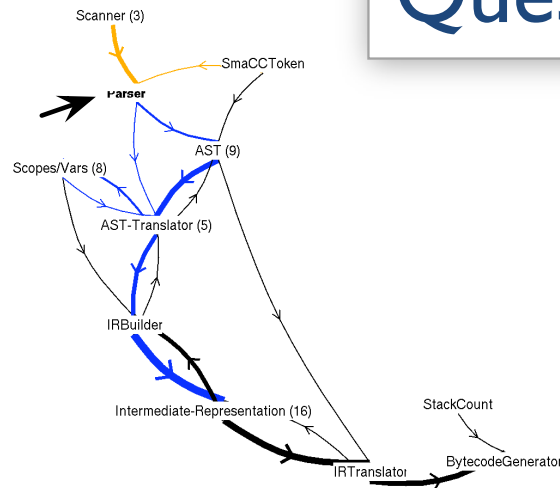 Ques
Scanner (3)
SmaCCToken
Parser
AST (9)
Scopes/Vars (8)
AST-Translator (5)
IRBuilder
StackCount
Intermediate-Representation (16)
BytecodeGenerator
IRTranslator